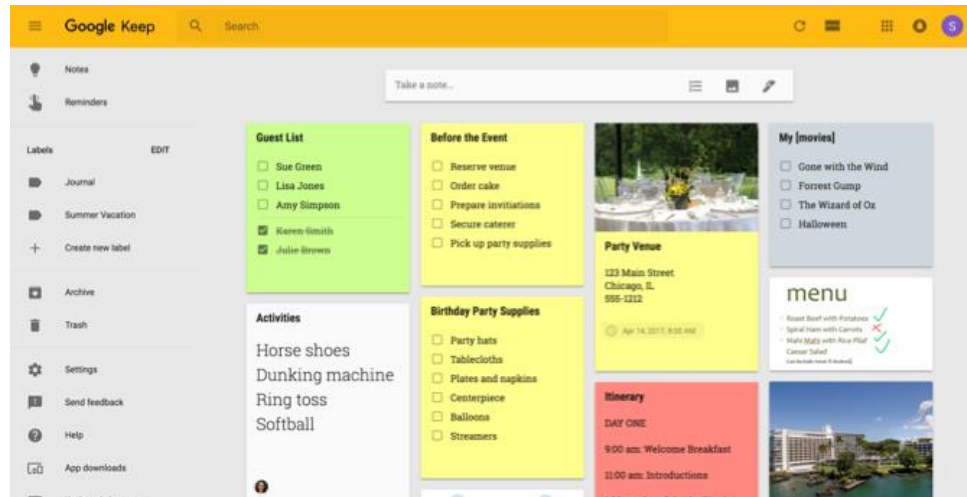 Google Keep
Search
S
Notes
Reminders
Labels EDIT
Journal
Summer Vacation
Create new label
Archive
Trash
Settings
Send feedback
Help
App downloads
Take a note...
Guest List
Sue Green
Lisa Jones
Amy Simpson
Karen Smith
Julie Brown
Activities
Horse shoes
Dunking machine
Ring toss
Softball
Before the Event
Reserve venue
Order cake
Prepare invitiations
Secure caterer
Pick up party supplies
Birthday Party Supplies
Party hats
Tablecloths
Plates and napkins
Centerpiece
Balloons
Streamers
Party Venue
123 Main Street
Chicago, IL
555-1212
Apr 14, 2017, 8:00 AM
Itinerary
DAY ONE
9:00 am: Welcome Breakfast
11:00 am: Introductions
My [movies]
Gone with the Wind
Forrest Gump
The Wizard of Oz
Halloween
menu
Roast Beef with Potatoes
Spiral Ham with Carrots
Mahi Mahi with Rice Pilaf
Caesar Salad